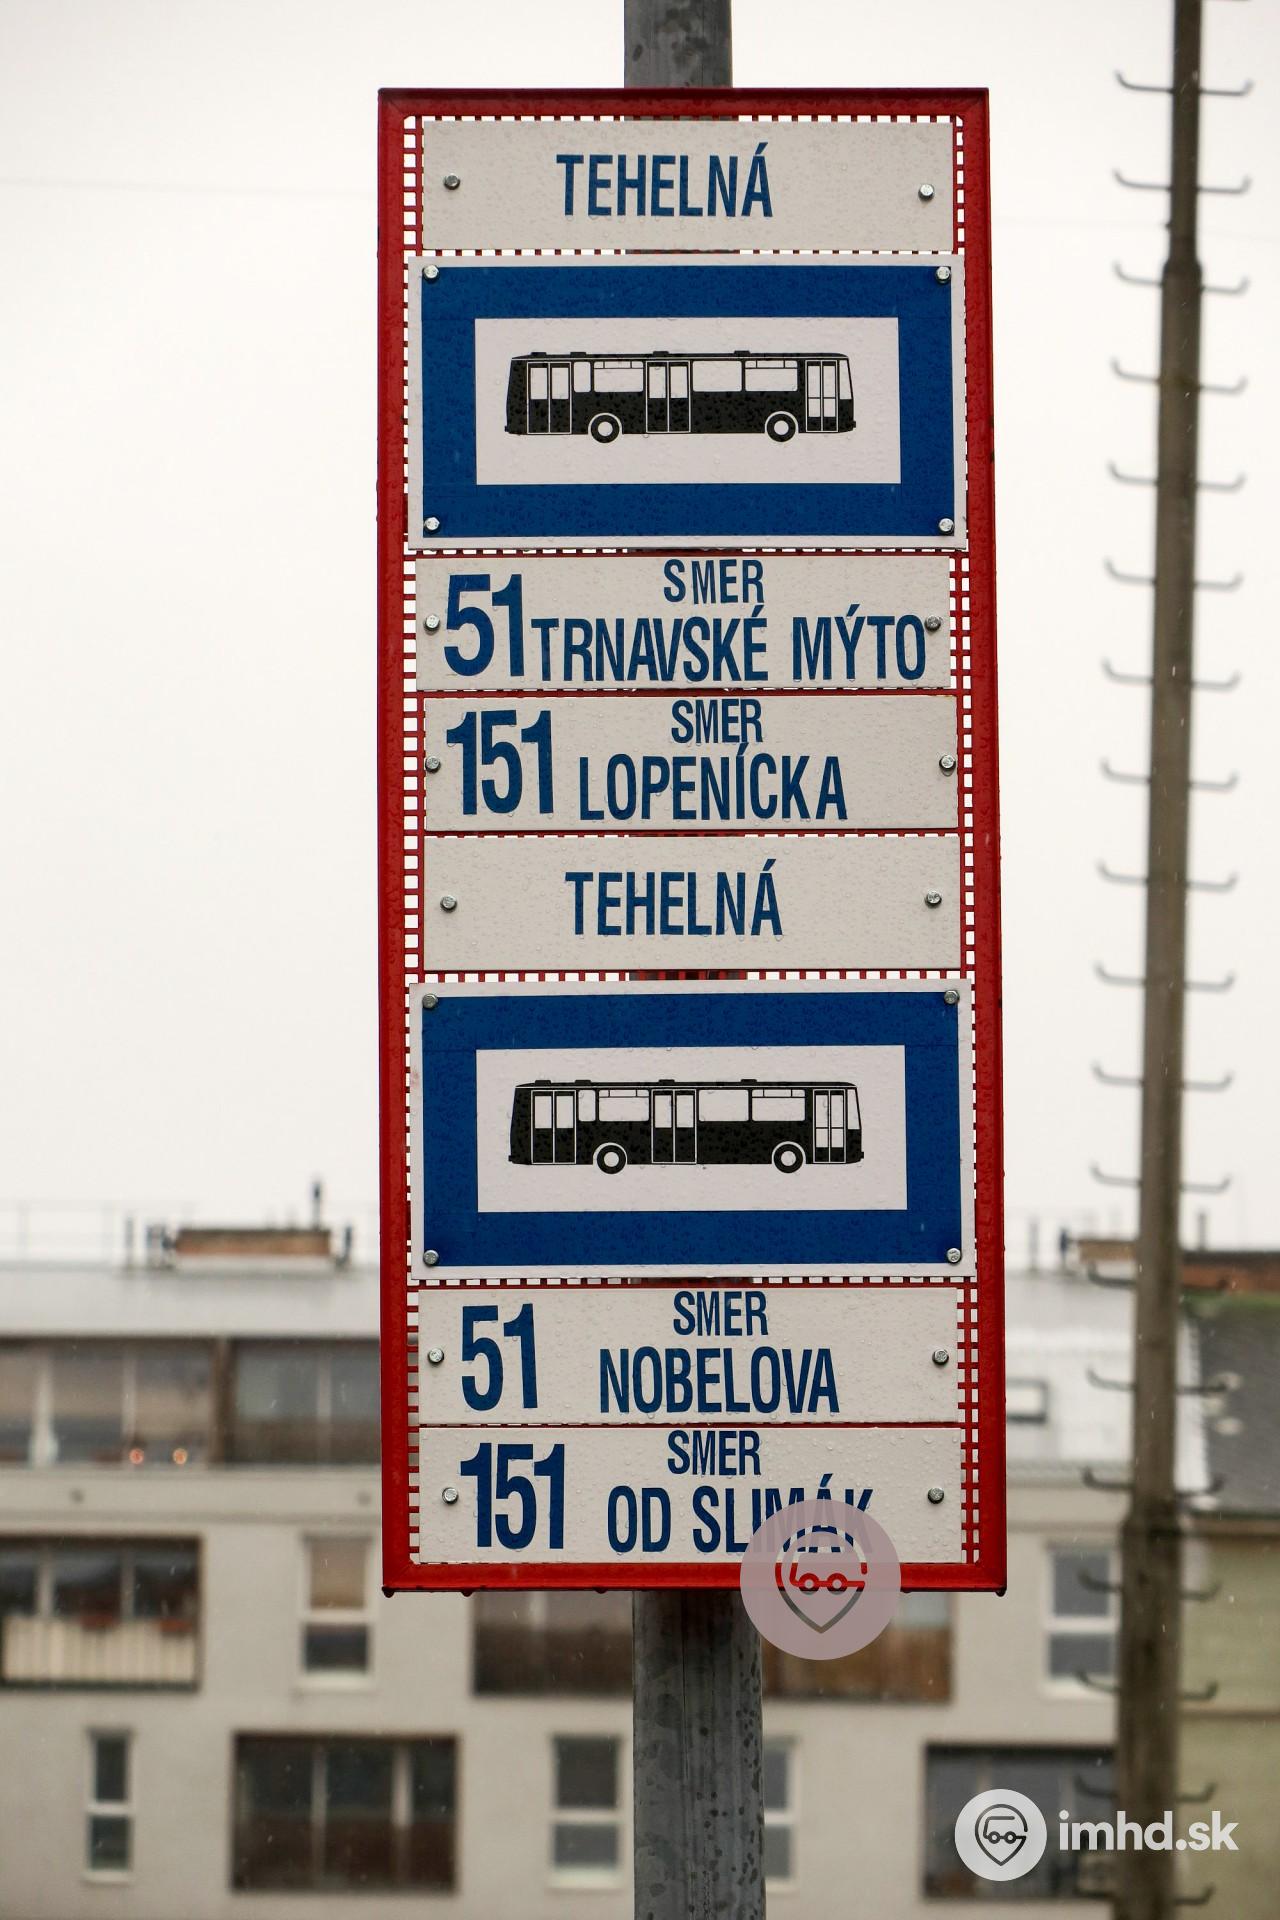 TEHELNÁ
51 SMER
TRNAVSKÉ MÝTO
151 SMER
LOPENÍCKA
TEHELNÁ
51 SMER
NOBELOVA
151 SMER
OD SLIMÁK
imhd.sk